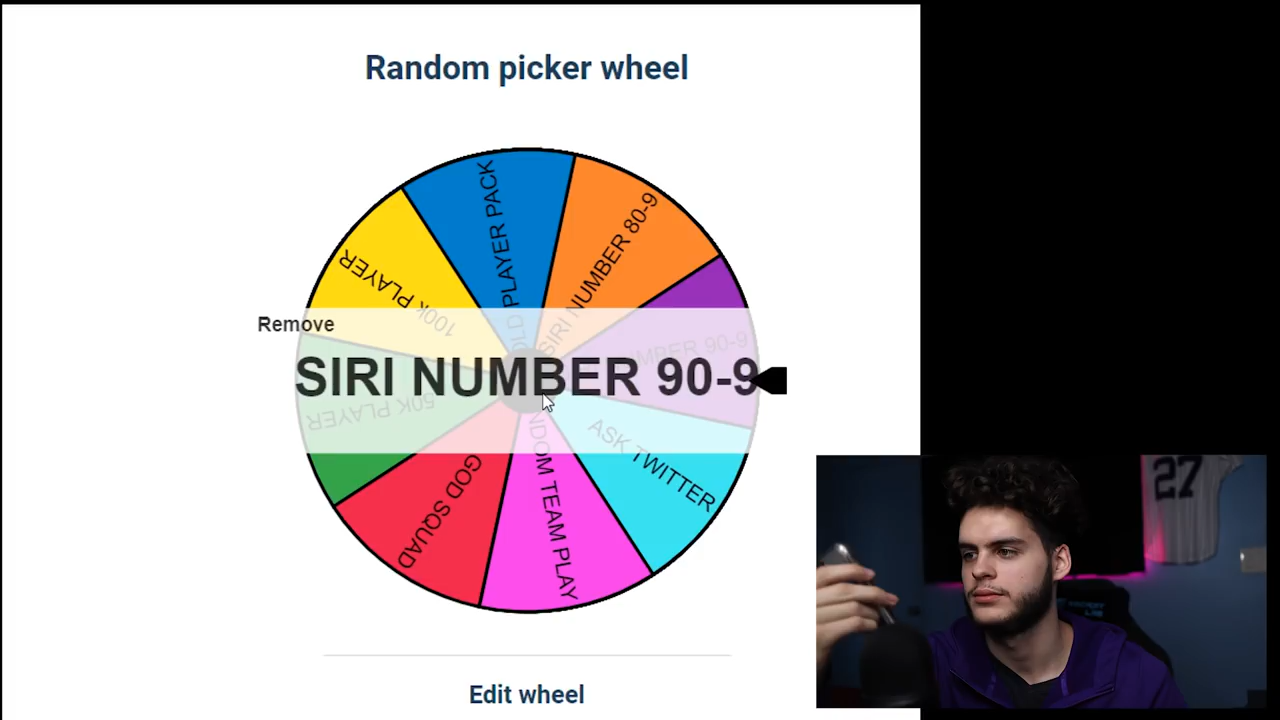 Random picker wheel
PLAYER PACK
SIRI NUMBER 80-9
100K PLAYER
Remove
SIRI NUMBER 90-9
50K PLAYER
ASK TWITTER
GOD SQUAD
TEAM PLAY
27
Edit wheel